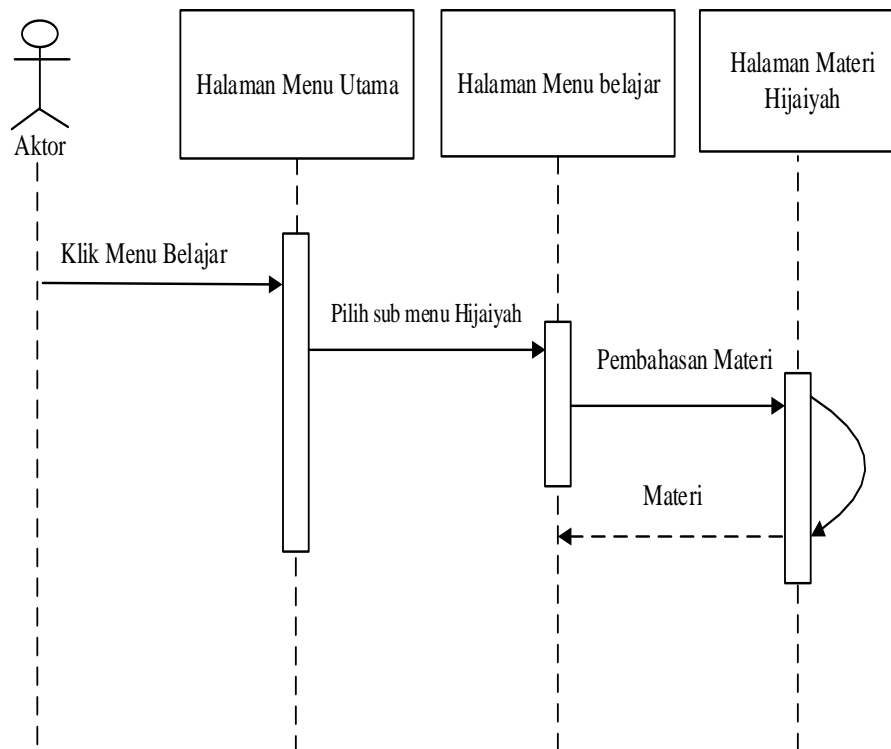 Aktor
Halaman Menu Utama
Halaman Menu belajar
Halaman Materi
Hijaiyah
Klik Menu Belajar
Pilih sub menu Hijaiyah
Pembahasan Materi
Materi